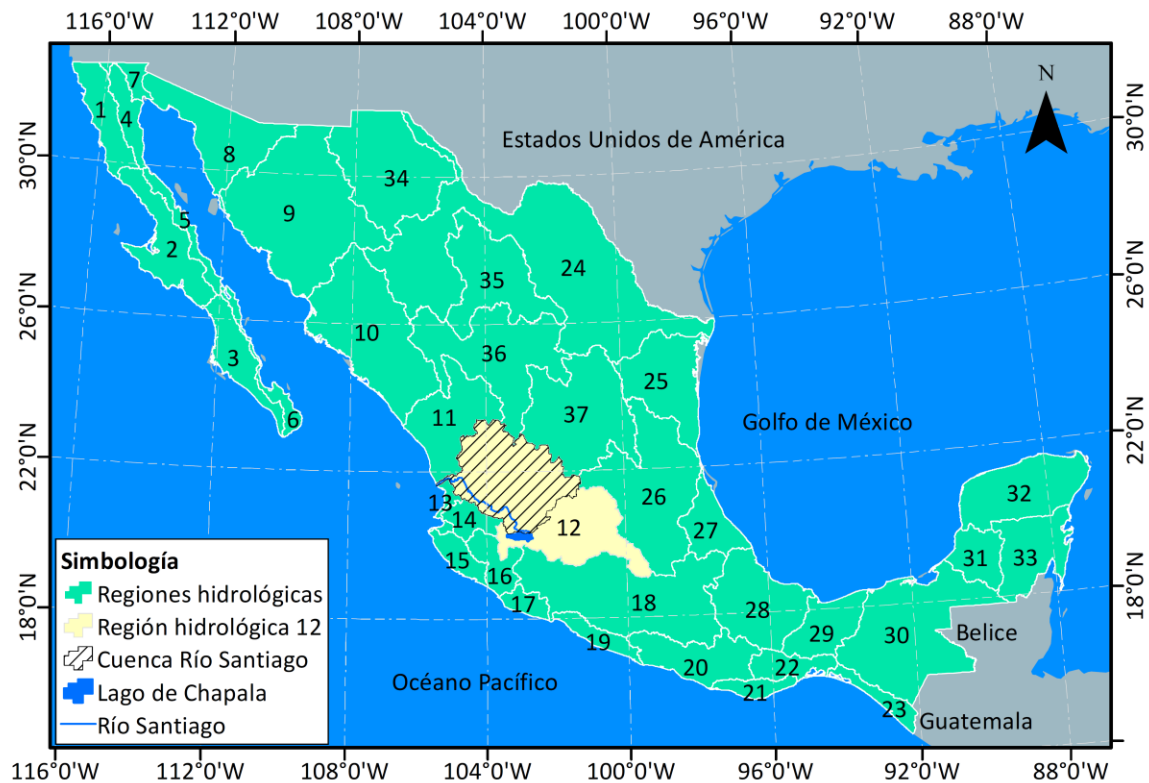 116°0'W 112°0'W 108°0'W 104°0'W 100°0'W 96°0'W 92°0'W 88°0'W
N
30°0'N
26°0'N
22°0'N
18°0'N
30°0'N
26°0'N
22°0'N
18°0'N
Estados Unidos de América
Golfo de México
Océano Pacífico
Belice
Guatemala
7
1
4
8
34
9
5
2
35
24
10
36
3
25
6
11
37
13
14
12
26
27
32
15
16
31
33
17
18
28
19
29
30
20
22
21
23
Simbología
Regiones hidrológicas
Región hidrológica 12
Cuenca Río Santiago
Lago de Chapala
Río Santiago
116°0'W 112°0'W 108°0'W 104°0'W 100°0'W 96°0'W 92°0'W 88°0'W